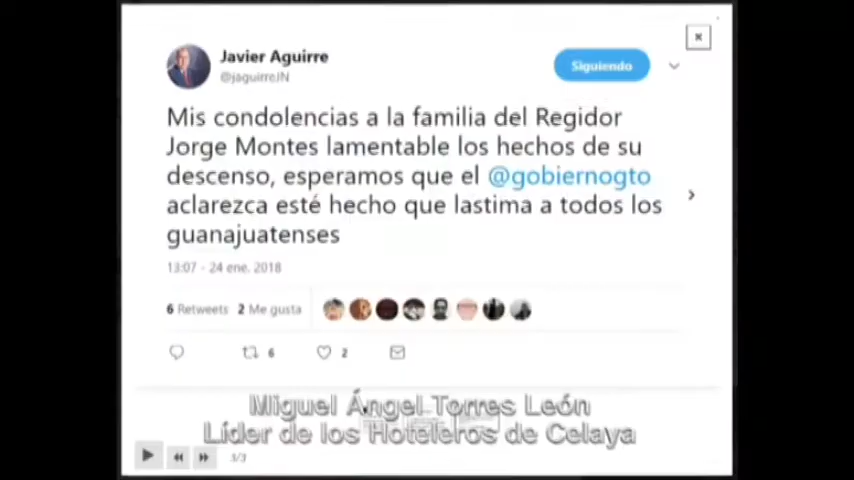 Javier Aguirre
@jaguirreJN
Siguiendo
Mis condolencias a la familia del Regidor
Jorge Montes lamentable los hechos de su
descenso, esperamos que el @gobiernogto
aclarezca esté hecho que lastima a todos los
guanajuatenses
13:07 - 24 ene. 2018
6 Retweets 2 Me gusta
6 2
Miguel Ángel Torres León
Líder de los Hoteleros de Celaya
3/3